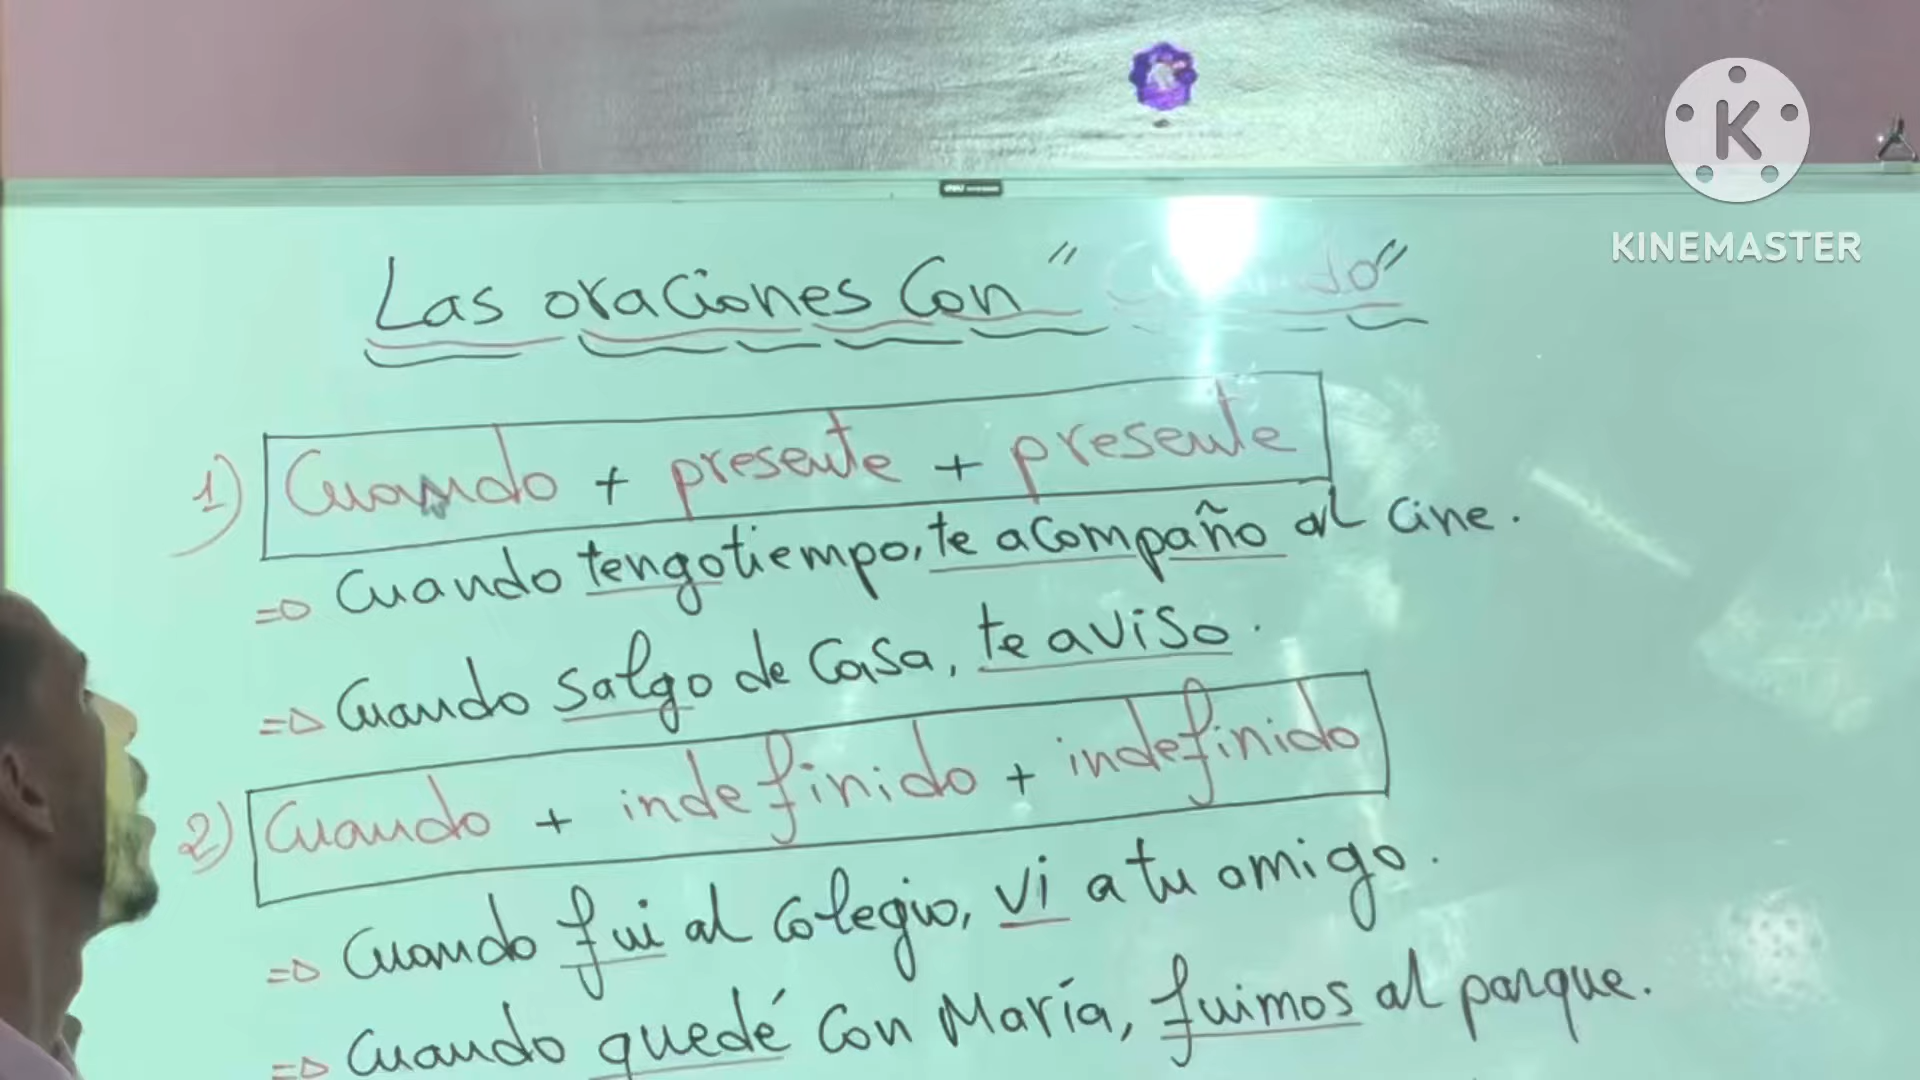 K
KINEMASTER
Las oraciones con "Cuando"
1) Cuando + presente + presente
=> Cuando tengo tiempo, te acompaño al cine.
=> Cuando salgo de casa, te aviso.
2) Cuando + indefinido + indefinido
=> Cuando fui al colegio, vi a tu amigo.
=> Cuando quedé con María, fuimos al parque.